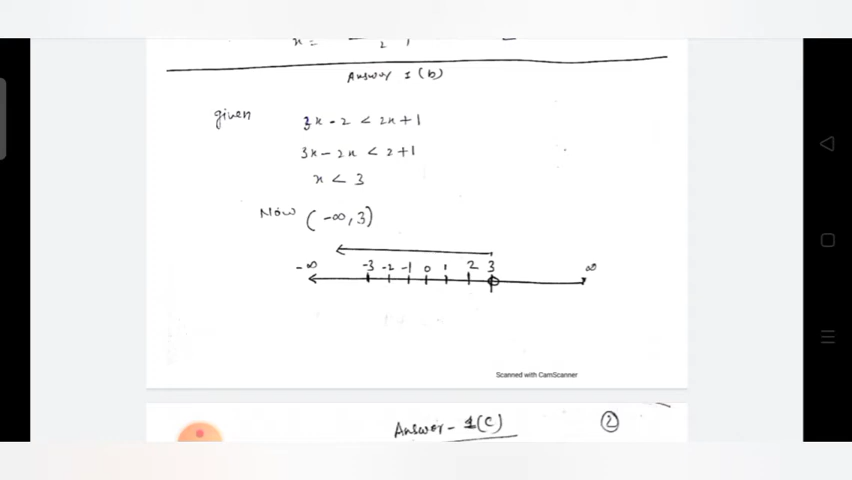 Answer 1 (b)
given 3x - 2 < 2x + 1
3x - 2x < 2 + 1
x < 3
Now (-∞, 3)
-∞ -3 -2 -1 0 1 2 3 ∞
Scanned with CamScanner
Answer - 1(C) 2